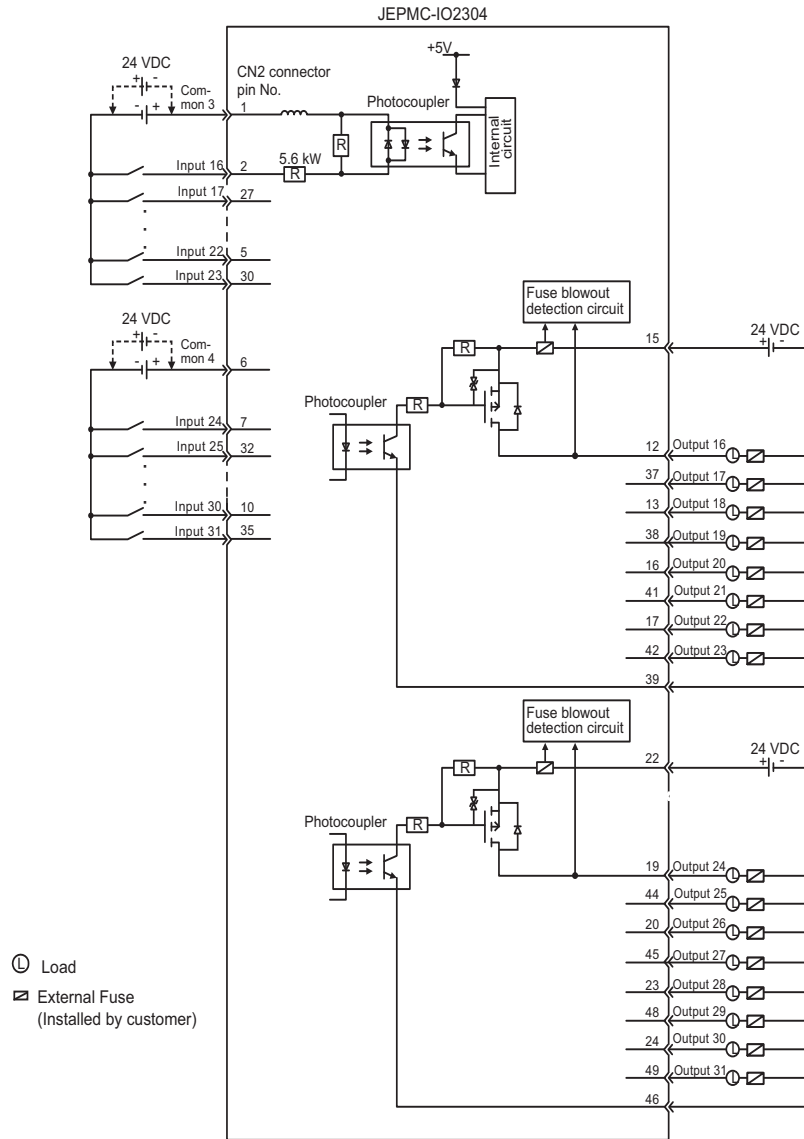 JEPMC-IO2304
24 VDC
+ -
- +
Com-
mon 3
CN2 connector
pin No.
1
+5V
Photocoupler
Internal
circuit
R
5.6 kW
R
Input 16
2
Input 17
27
Input 22
5
Input 23
30
24 VDC
+ -
- +
Com-
mon 4
6
Input 24
7
Input 25
32
Input 30
10
Input 31
35
Fuse blowout
detection circuit
15
24 VDC
+ -
R
Photocoupler
R
12
Output 16
L
37
Output 17
L
13
Output 18
L
38
Output 19
L
16
Output 20
L
41
Output 21
L
17
Output 22
L
42
Output 23
L
39
Fuse blowout
detection circuit
22
24 VDC
+ -
R
Photocoupler
R
19
Output 24
L
44
Output 25
L
20
Output 26
L
45
Output 27
L
23
Output 28
L
48
Output 29
L
24
Output 30
L
49
Output 31
L
46
L Load
External Fuse
(Installed by customer)